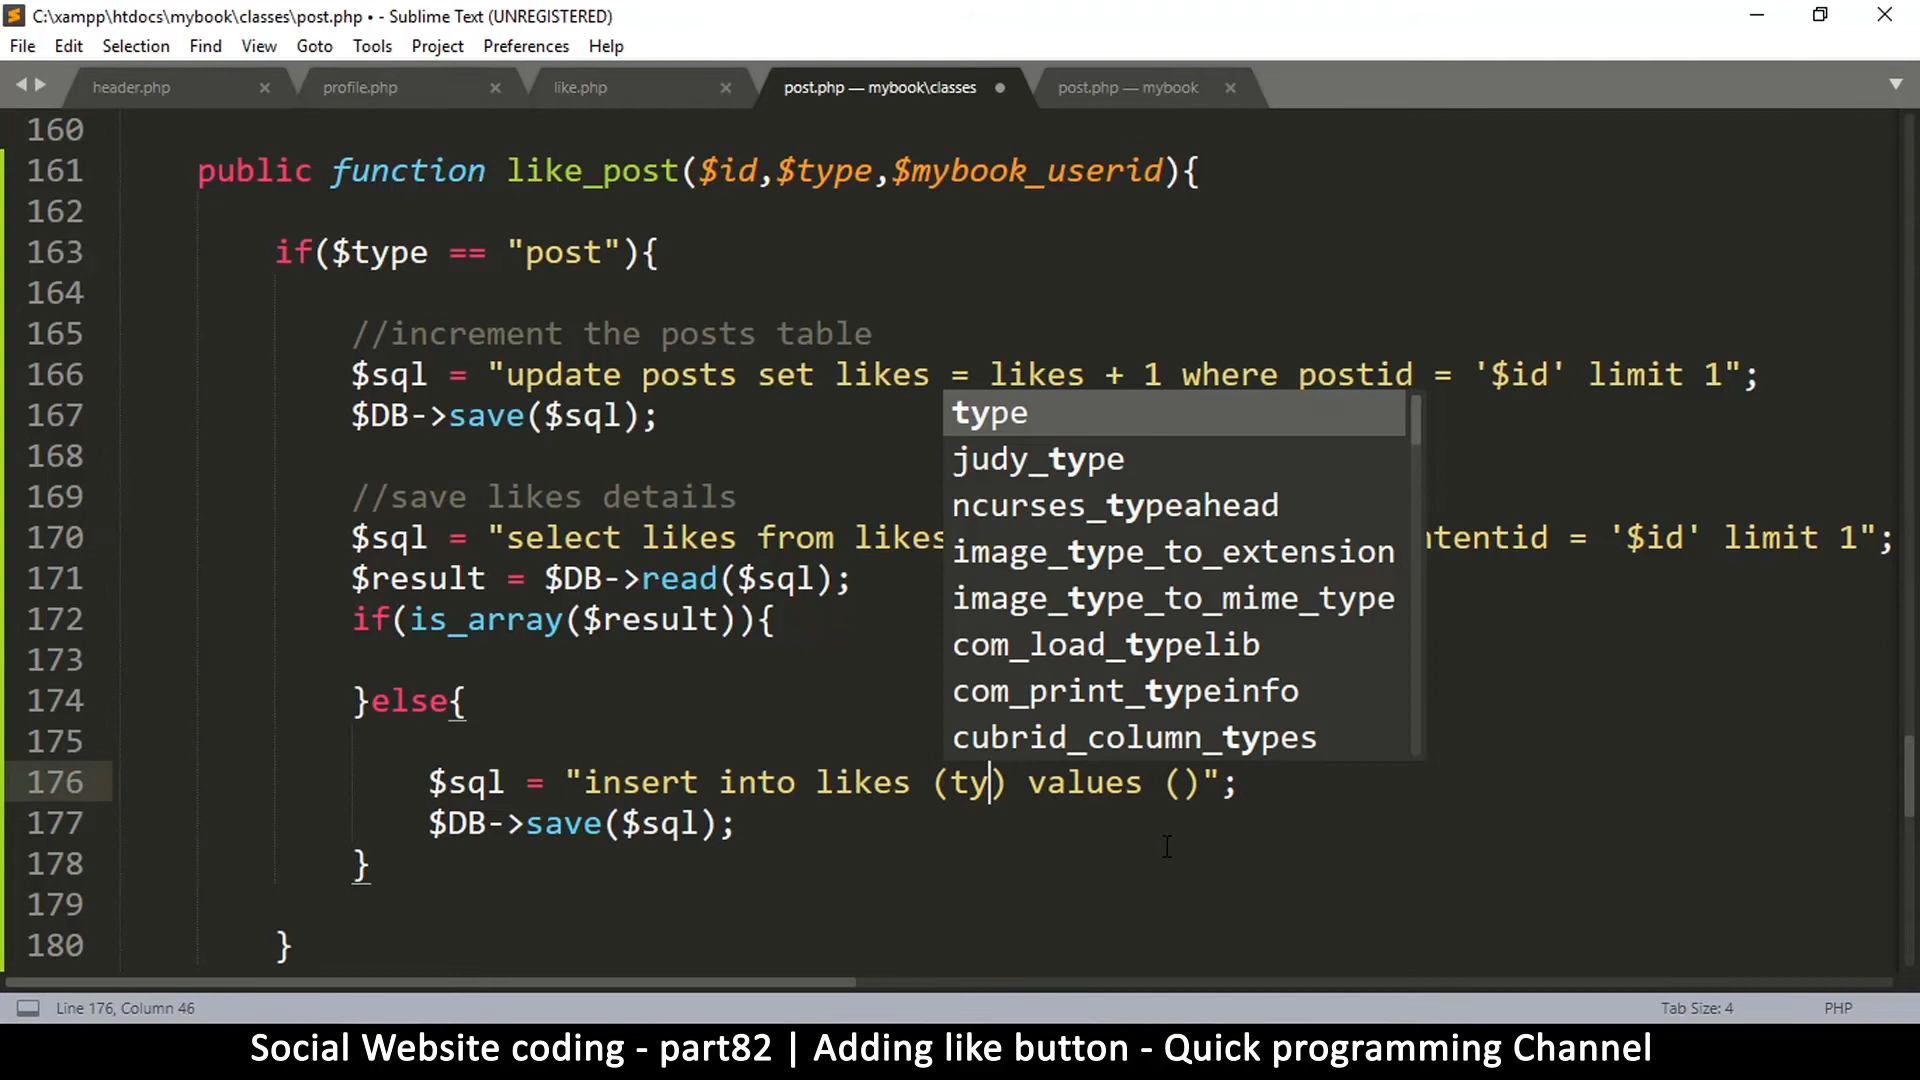 C:\xampp\htdocs\mybook\classes\post.php • - Sublime Text (UNREGISTERED)
File Edit Selection Find View Goto Tools Project Preferences Help
header.php profile.php like.php post.php — mybook\classes post.php — mybook
160
161 public function like_post($id,$type,$mybook_userid){
162
163 if($type == "post"){
164
165 //increment the posts table
166 $sql = "update posts set likes = likes + 1 where postid = '$id' limit 1";
167 $DB->save($sql);
168
169 //save likes details
170 $sql = "select likes from likes ntentid = '$id' limit 1";
171 $result = $DB->read($sql);
172 if(is_array($result)){
173
174 }else{
175
176 $sql = "insert into likes (ty) values ()";
177 $DB->save($sql);
178 }
179
180 }
type
judy_type
ncurses_typeahead
image_type_to_extension
image_type_to_mime_type
com_load_typelib
com_print_typeinfo
cubrid_column_types
Line 176, Column 46 Tab Size: 4 PHP
Social Website coding - part82 | Adding like button - Quick programming Channel